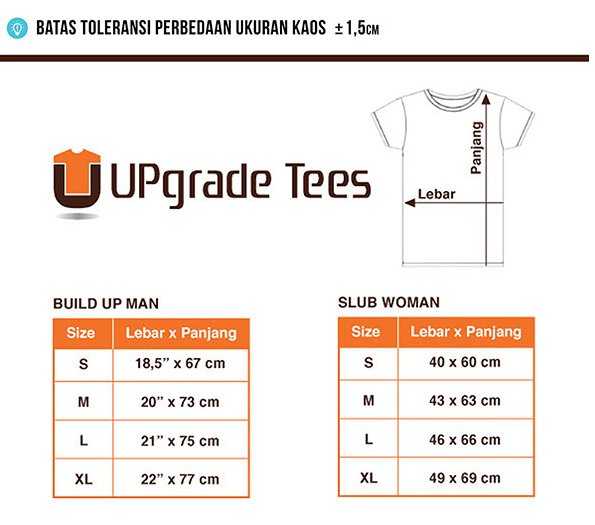 BATAS TOLERANSI PERBEDAAN UKURAN KAOS ± 1,5CM
UPgrade Tees
Panjang
Lebar
BUILD UP MAN
Size Lebar x Panjang
S 18,5” x 67 cm
M 20” x 73 cm
L 21” x 75 cm
XL 22” x 77 cm
SLUB WOMAN
Size Lebar x Panjang
S 40 x 60 cm
M 43 x 63 cm
L 46 x 66 cm
XL 49 x 69 cm